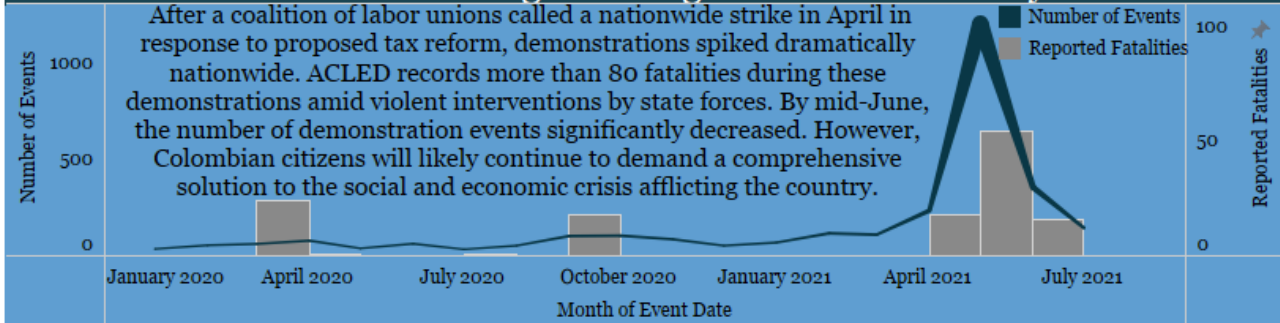 After a coalition of labor unions called a nationwide strike in April in
response to proposed tax reform, demonstrations spiked dramatically
nationwide. ACLED records more than 80 fatalities during these
demonstrations amid violent interventions by state forces. By mid-June,
the number of demonstration events significantly decreased. However,
Colombian citizens will likely continue to demand a comprehensive
solution to the social and economic crisis afflicting the country.
Number of Events
Reported Fatalities
Number of Events
1000
500
0
100
50
0
Reported Fatalities
January 2020 April 2020 July 2020 October 2020 January 2021 April 2021 July 2021
Month of Event Date